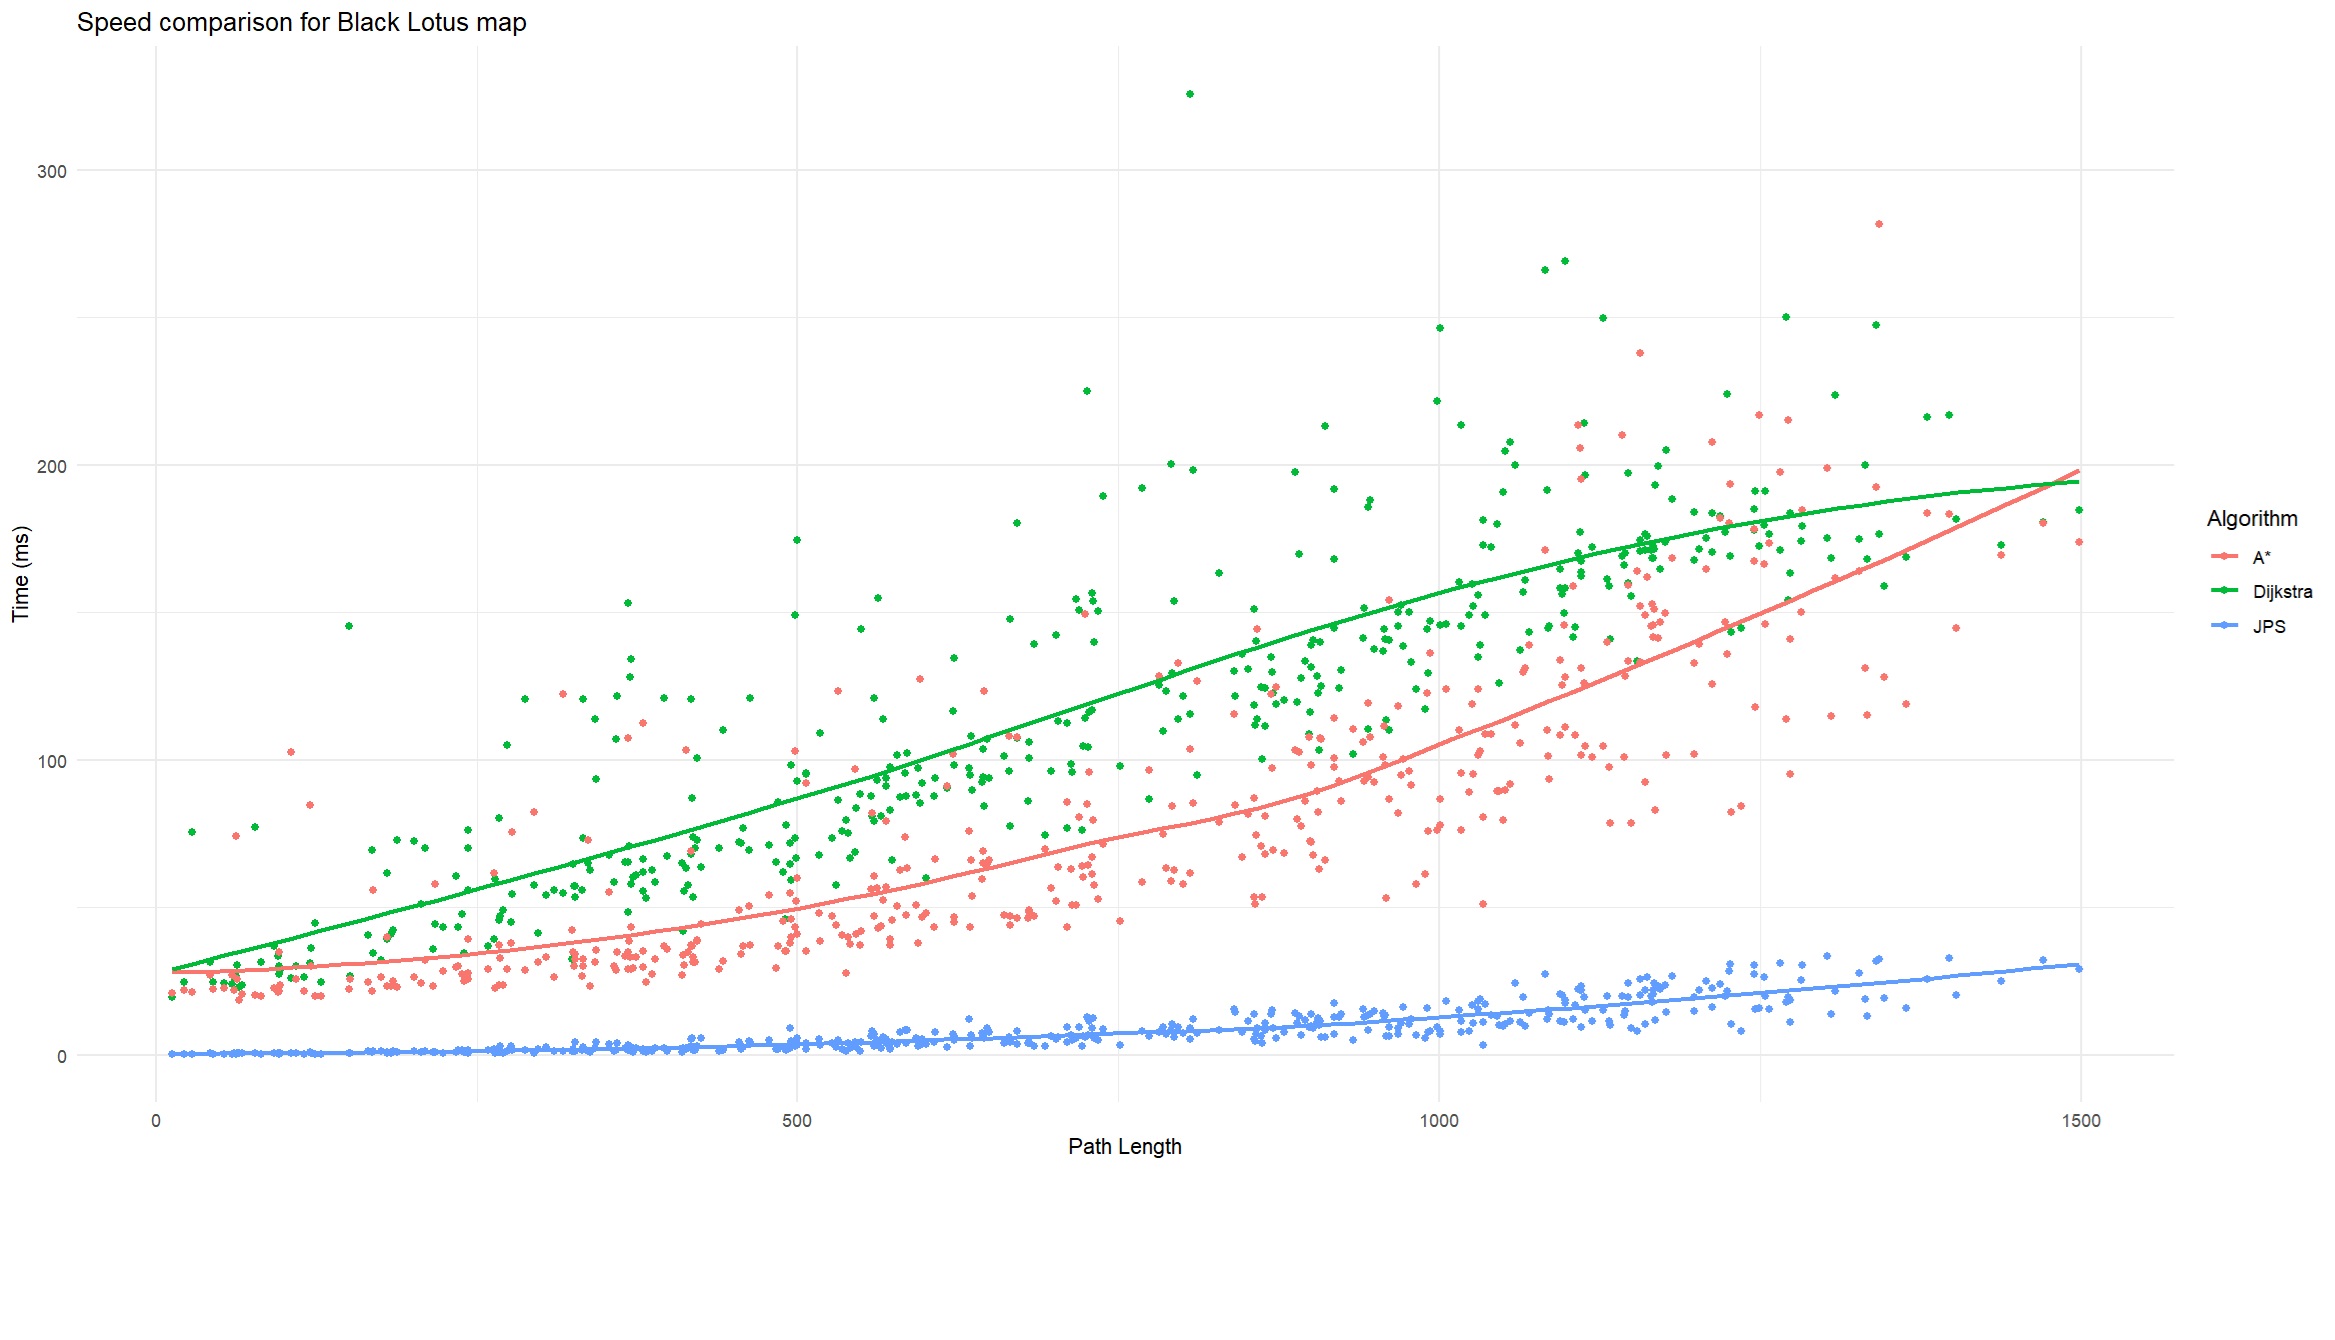 Speed comparison for Black Lotus map
300
200
100
0
Time (ms)
0
500
1000
1500
Path Length
Algorithm
A*
Dijkstra
JPS